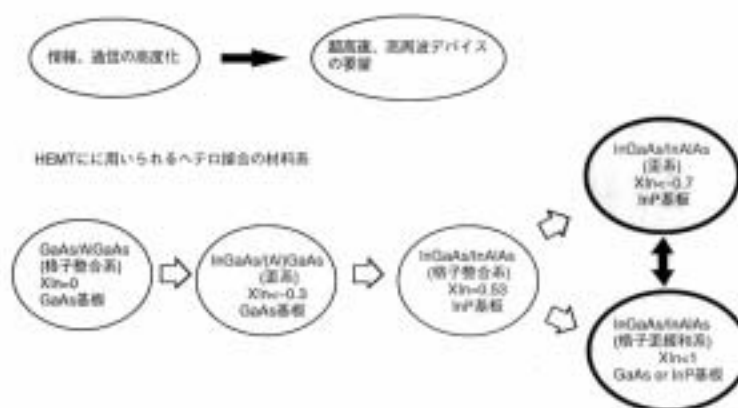 情報、通信の高度化
超高速、高周波デバイス
の要望
HEMTにに用いられるヘテロ接合の材料系
GaAs/AlGaAs
(格子整合系)
XIn=0
GaAs基板
InGaAs/(Al)GaAs
(歪系)
XIn<~0.3
GaAs基板
InGaAs/InAlAs
(格子整合系)
XIn=0.53
InP基板
InGaAs/InAlAs
(歪系)
XIn<~0.7
InP基板
InGaAs/InAlAs
(格子歪緩和系)
XIn<1
GaAs or InP基板